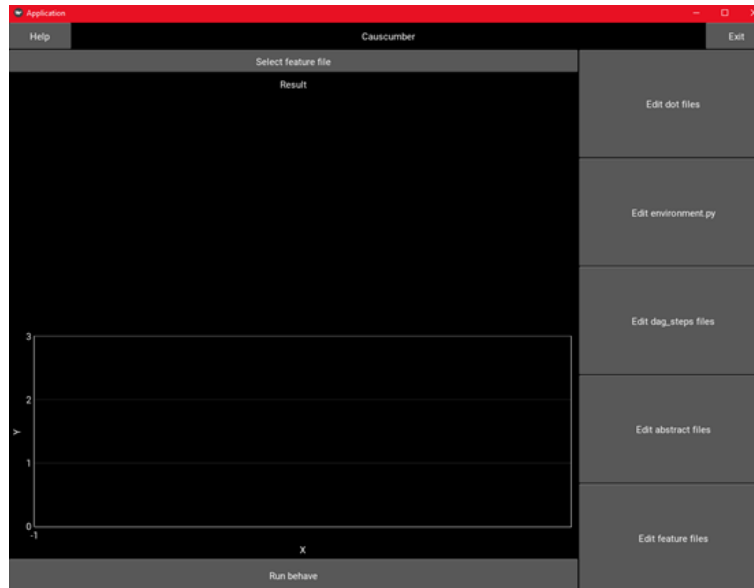 Application
Help
Causcumber
Exit
Select feature file
Result
Edit dot files
Edit environment.py
Edit dag_steps files
Edit abstract files
Edit feature files
3
2
Y
1
0
-1
X
Run behave